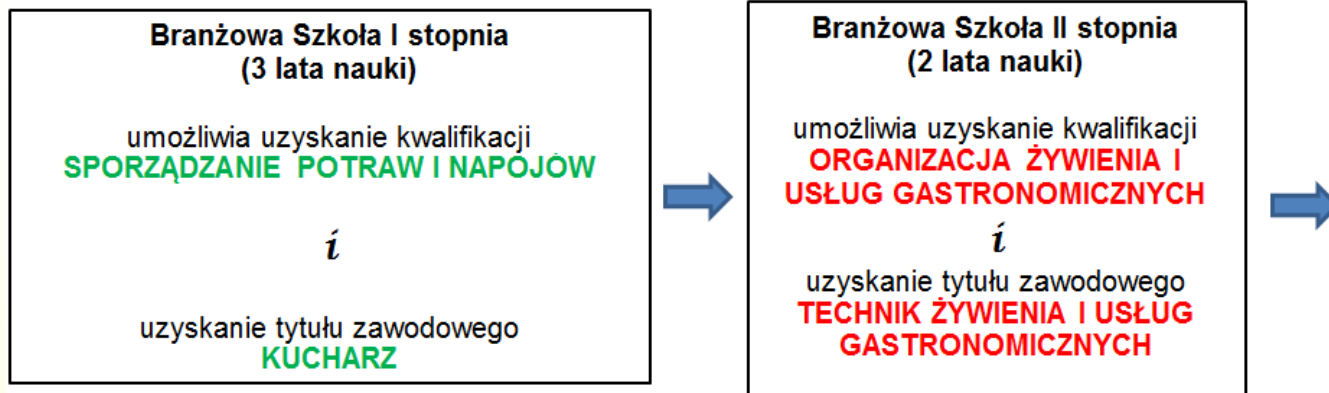 Branżowa Szkoła I stopnia
(3 lata nauki)
umożliwia uzyskanie kwalifikacji
SPORZĄDZANIE POTRAW I NAPOJÓW
i
uzyskanie tytułu zawodowego
KUCHARZ
Branżowa Szkoła II stopnia
(2 lata nauki)
umożliwia uzyskanie kwalifikacji
ORGANIZACJA ŻYWIENIA I
USŁUG GASTRONOMICZNYCH
i
uzyskanie tytułu zawodowego
TECHNIK ŻYWIENIA I USŁUG
GASTRONOMICZNYCH